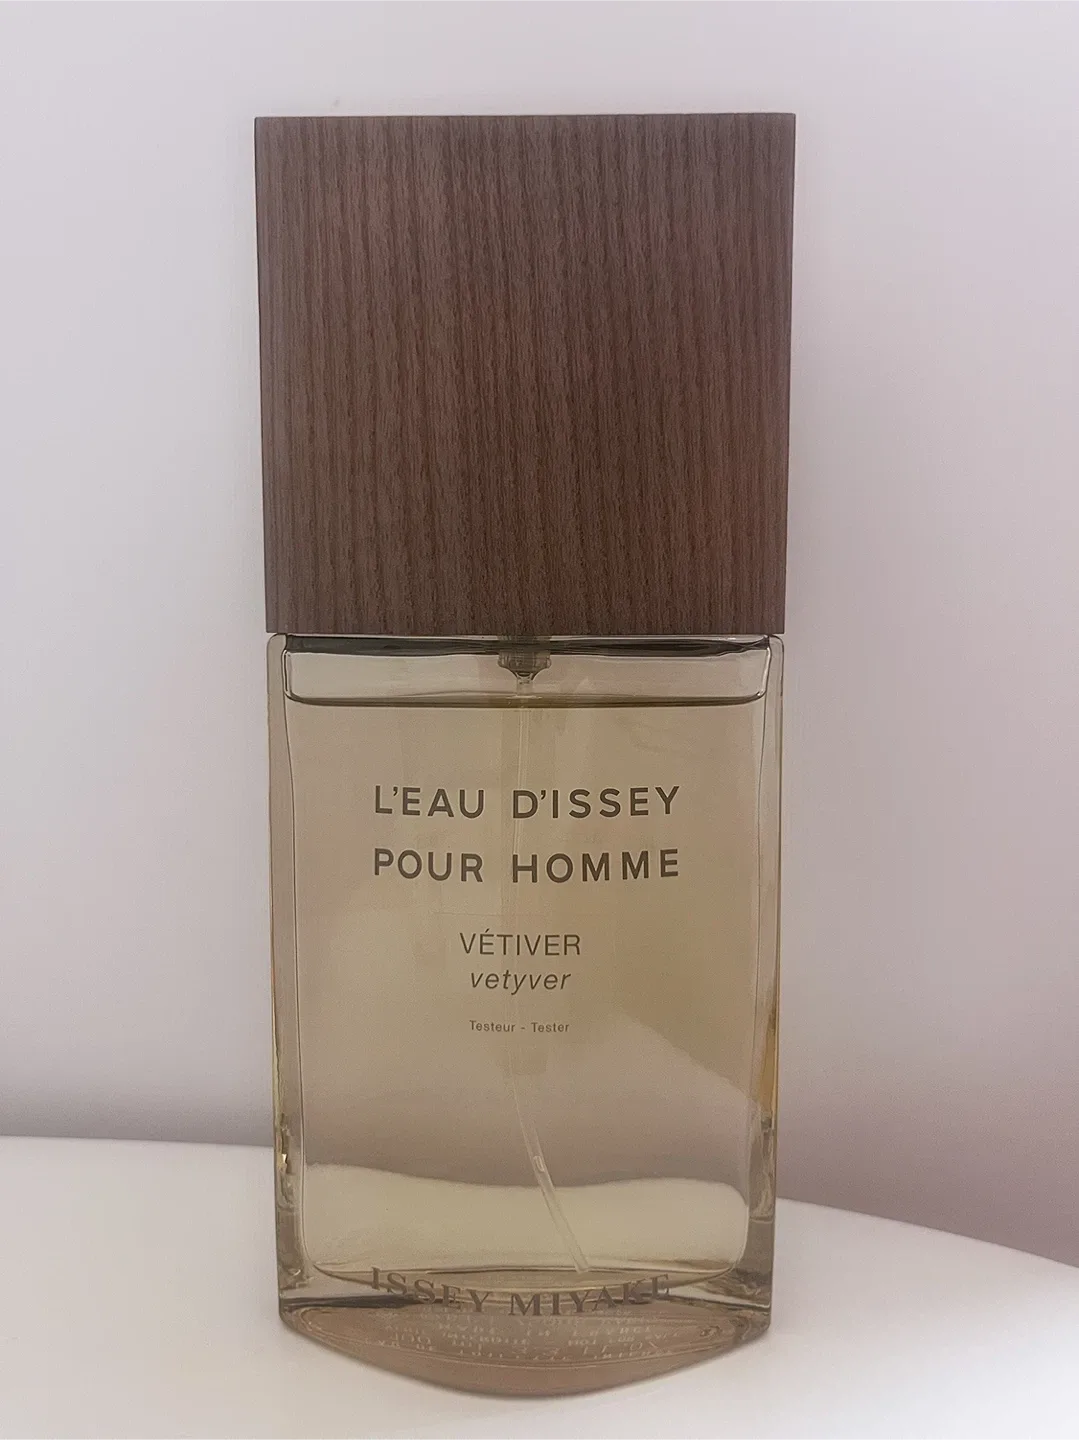 L'EAU D'ISSEY
POUR HOMME
VÉTIVER
vetyver
Testeur - Tester
ISSEY MIYAKE